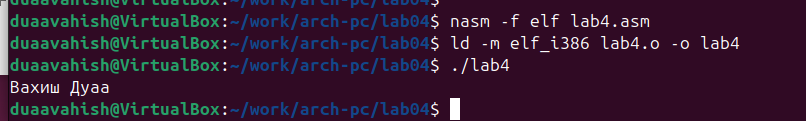 duaavahish@VirtualBox:~/work/arch-pc/lab04$ nasm -f elf lab4.asm
duaavahish@VirtualBox:~/work/arch-pc/lab04$ ld -m elf_i386 lab4.o -o lab4
duaavahish@VirtualBox:~/work/arch-pc/lab04$ ./lab4
Вахиш Дуаа
duaavahish@VirtualBox:~/work/arch-pc/lab04$